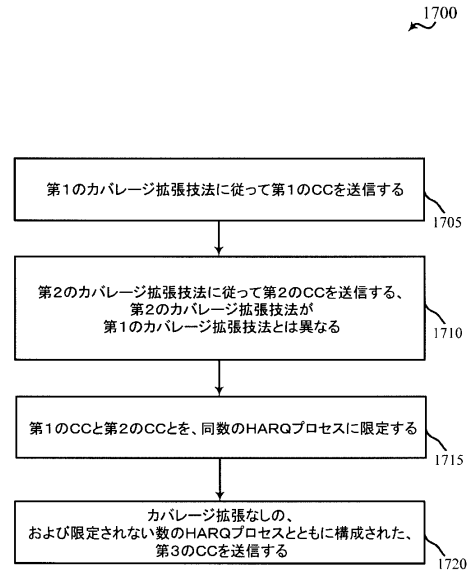 1700
第1のカバレージ拡張技法に従って第1のCCを送信する
1705
第2のカバレージ拡張技法に従って第2のCCを送信する、
第2のカバレージ拡張技法が
第1のカバレージ拡張技法とは異なる
1710
第1のCCと第2のCCとを、同数のHARQプロセスに限定する
1715
カバレージ拡張なしの、
および限定されない数のHARQプロセスとともに構成された、
第3のCCを送信する
1720